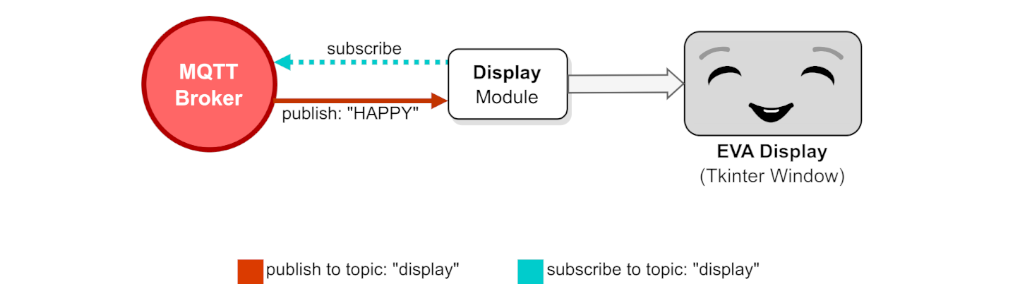 subscribe
MQTT
Broker
publish: "HAPPY"
Display
Module
EVA Display
(Tkinter Window)
publish to topic: "display"
subscribe to topic: "display"